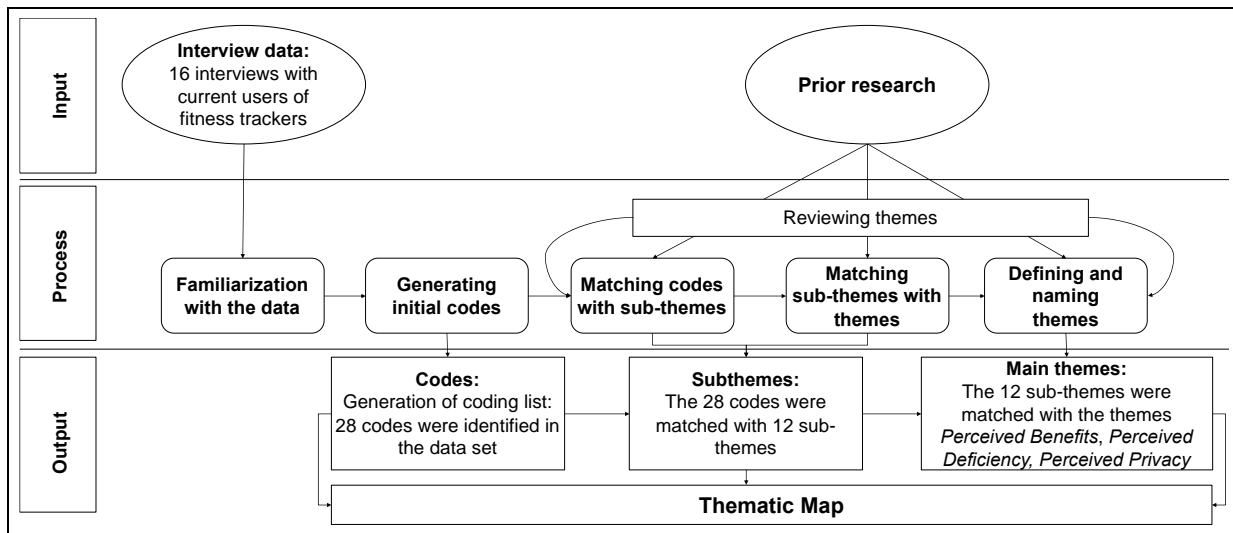 Input
Interview data:
16 interviews with
current users of
fitness trackers
Prior research
Process
Reviewing themes
Familiarization
with the data
Generating
initial codes
Matching codes
with sub-themes
Matching
sub-themes with
themes
Defining and
naming
themes
Output
Codes:
Generation of coding list:
28 codes were identified in
the data set
Subthemes:
The 28 codes were
matched with 12 sub-
themes
Main themes:
The 12 sub-themes were
matched with the themes
Perceived Benefits, Perceived
Deficiency, Perceived Privacy
Thematic Map